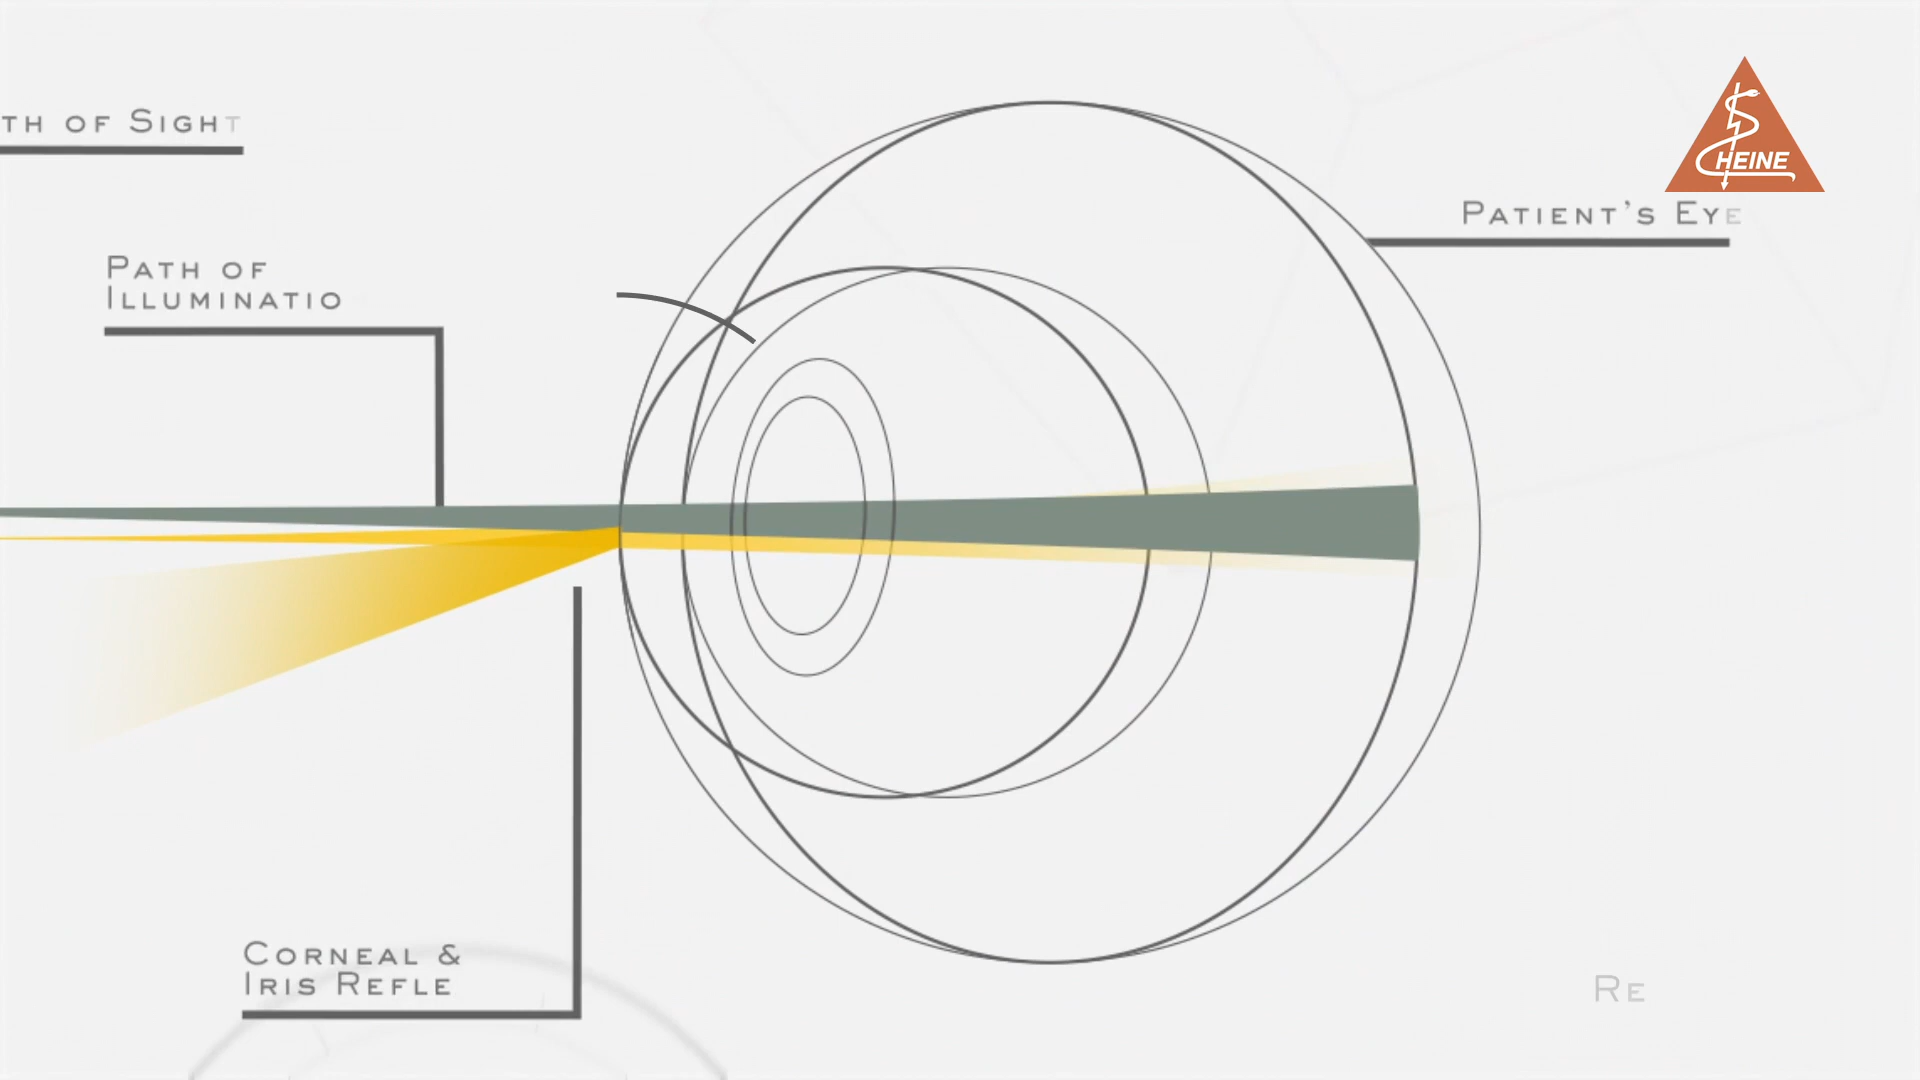 TH OF SIGHT
PATH OF
ILLUMINATIO
HEINE
PATIENT'S EYE
CORNEAL &
IRIS REFLE
RE